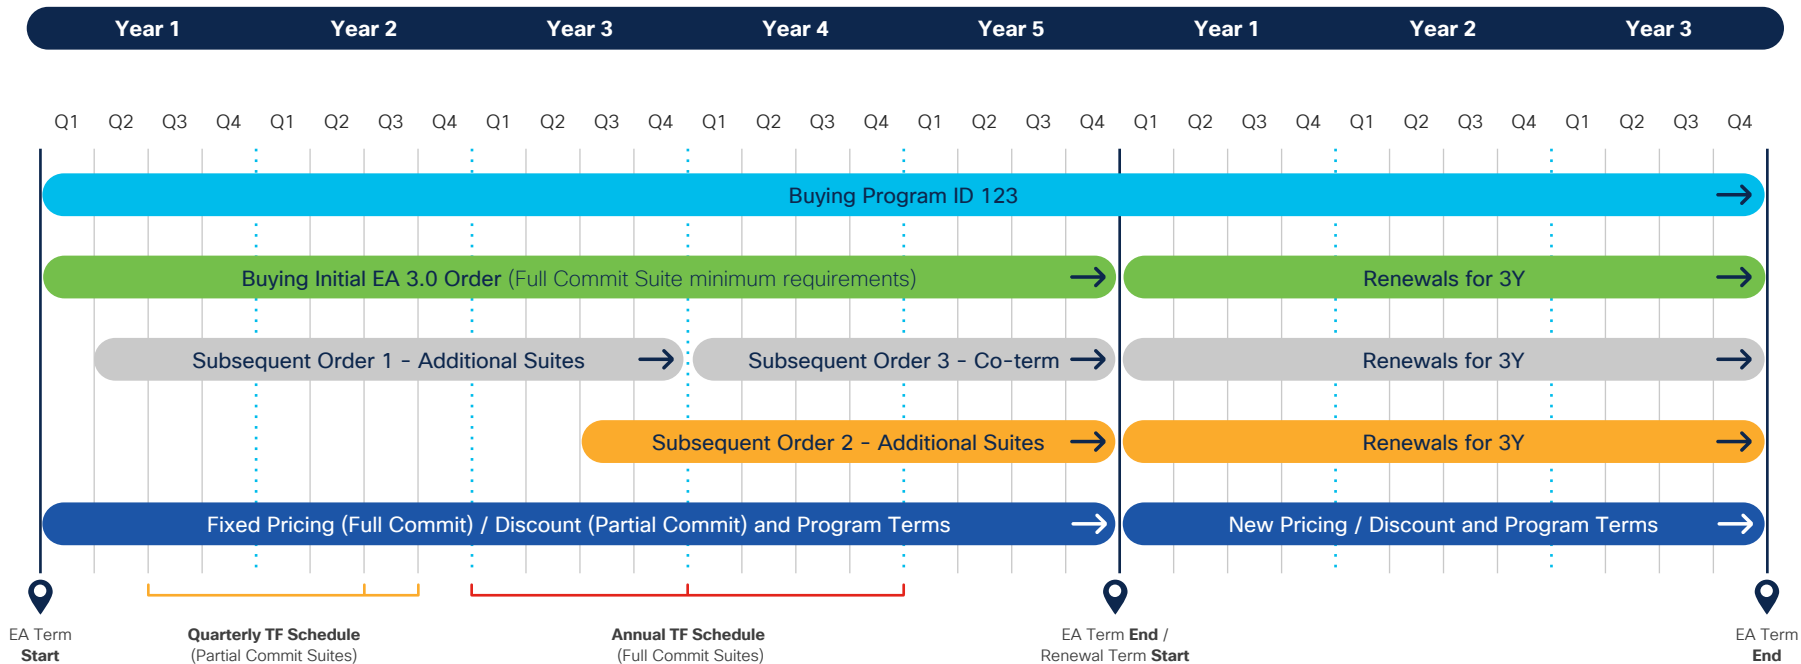 Year 1 Year 2 Year 3 Year 4 Year 5 Year 1 Year 2 Year 3
Q1 Q2 Q3 Q4 Q1 Q2 Q3 Q4 Q1 Q2 Q3 Q4 Q1 Q2 Q3 Q4 Q1 Q2 Q3 Q4 Q1 Q2 Q3 Q4 Q1 Q2 Q3 Q4 Q1 Q2 Q3 Q4
Buying Program ID 123
Buying Initial EA 3.0 Order (Full Commit Suite minimum requirements) Renewals for 3Y
Subsequent Order 1 - Additional Suites Subsequent Order 3 - Co-term Renewals for 3Y
Subsequent Order 2 - Additional Suites Renewals for 3Y
Fixed Pricing (Full Commit) / Discount (Partial Commit) and Program Terms New Pricing / Discount and Program Terms
EA Term
Start
Quarterly TF Schedule
(Partial Commit Suites)
Annual TF Schedule
(Full Commit Suites)
EA Term End /
Renewal Term Start
EA Term
End